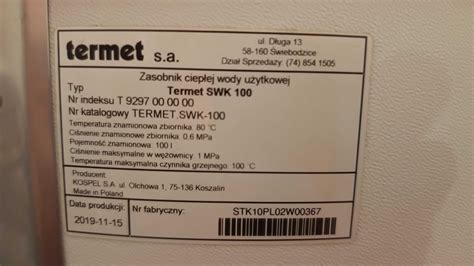 termet s.a.
ul. Długa 13
58-160 Świebodzice
Dział Sprzedaży: (74) 854 1505
Zasobnik ciepłej wody użytkowej
Typ Termet SWK 100
Nr indeksu T 9297 00 00 00
Nr katalogowy TERMET.SWK-100
Temperatura znamionowa zbiornika: 80 °C
Ciśnienie znamionowe zbiornika: 0,6 MPa
Pojemność znamionowa: 100 l
Ciśnienie maksymalne w wężownicy: 1 MPa
Temperatura maksymalna czynnika grzejnego: 100 °C
Producent:
KOSPEL S.A. ul. Olchowa 1, 75-136 Koszalin
Made in Poland
Data produkcji: Nr fabryczny: STK10PL02W00367
2019-11-15